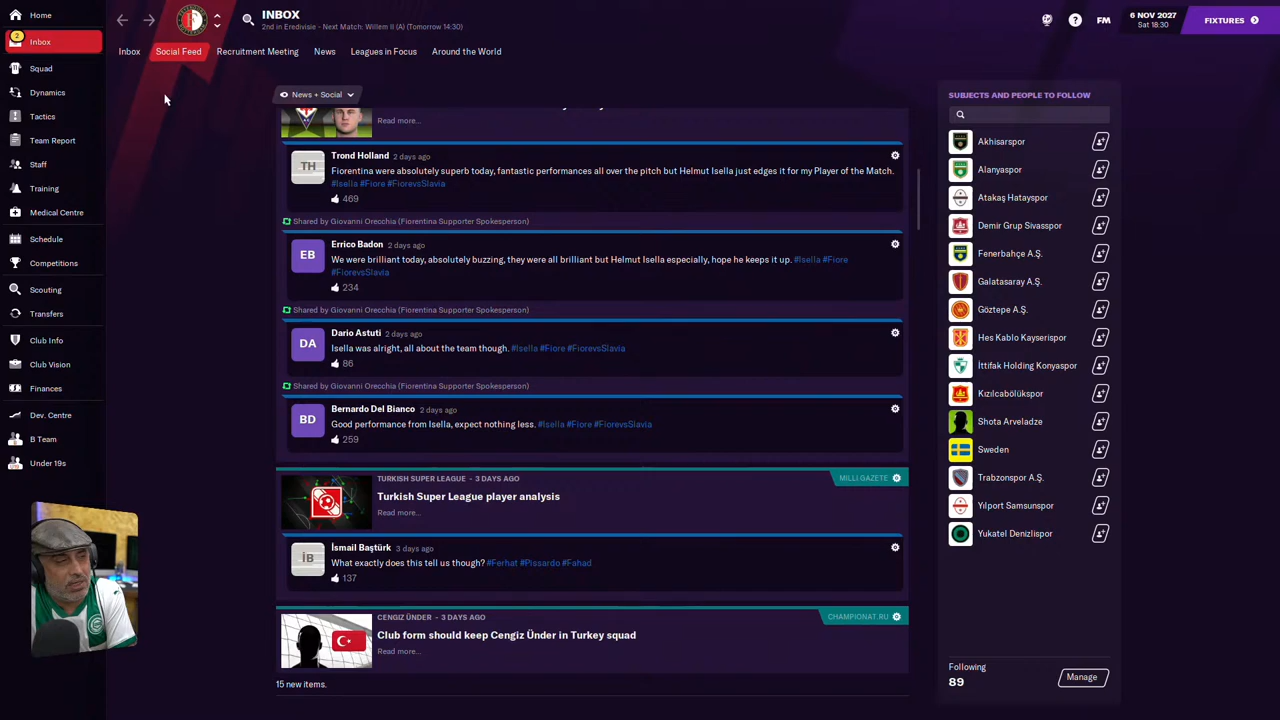 Home
2
Inbox
Squad
Dynamics
Tactics
Team Report
Staff
Training
Medical Centre
Schedule
Competitions
Scouting
Transfers
Club Info
Club Vision
Finances
Dev. Centre
B Team
Under 19s
INBOX
2nd in Eredivisie - Next Match: Willem II (A) (Tomorrow 14:30)
?
FM
6 NOV 2027
Sat 18:30
FIXTURES
Inbox
Social Feed
Recruitment Meeting
News
Leagues in Focus
Around the World
News + Social
Read more...
TH
Trond Holland 2 days ago
Fiorentina were absolutely superb today, fantastic performances all over the pitch but Helmut Isella just edges it for my Player of the Match.
#Isella #Fiore #FiorevsSlavia
469
Shared by Giovanni Orecchia (Fiorentina Supporter Spokesperson)
EB
Errico Badon 2 days ago
We were brilliant today, absolutely buzzing, they were all brilliant but Helmut Isella especially, hope he keeps it up. #Isella #Fiore
#FiorevsSlavia
234
Shared by Giovanni Orecchia (Fiorentina Supporter Spokesperson)
DA
Dario Astuti 2 days ago
Isella was alright, all about the team though. #Isella #Fiore #FiorevsSlavia
86
Shared by Giovanni Orecchia (Fiorentina Supporter Spokesperson)
BD
Bernardo Del Bianco 2 days ago
Good performance from Isella, expect nothing less. #Isella #Fiore #FiorevsSlavia
259
TURKISH SUPER LEAGUE - 3 DAYS AGO
MILLI GAZETE
Turkish Super League player analysis
Read more...
İB
İsmail Baştürk 3 days ago
What exactly does this tell us though? #Ferhat #Pissardo #Fahad
137
CENGIZ ÜNDER - 3 DAYS AGO
CHAMPIONAT.RU
Club form should keep Cengiz Ünder in Turkey squad
Read more...
15 new items.
SUBJECTS AND PEOPLE TO FOLLOW
Akhisarspor
Alanyaspor
Atakaş Hatayspor
Demir Grup Sivasspor
Fenerbahçe A.Ş.
Galatasaray A.Ş.
Göztepe A.Ş.
Hes Kablo Kayserispor
İttifak Holding Konyaspor
Kızılcabölükspor
Shota Arveladze
Sweden
Trabzonspor A.Ş.
Yılport Samsunspor
Yukatel Denizlispor
Following
89
Manage